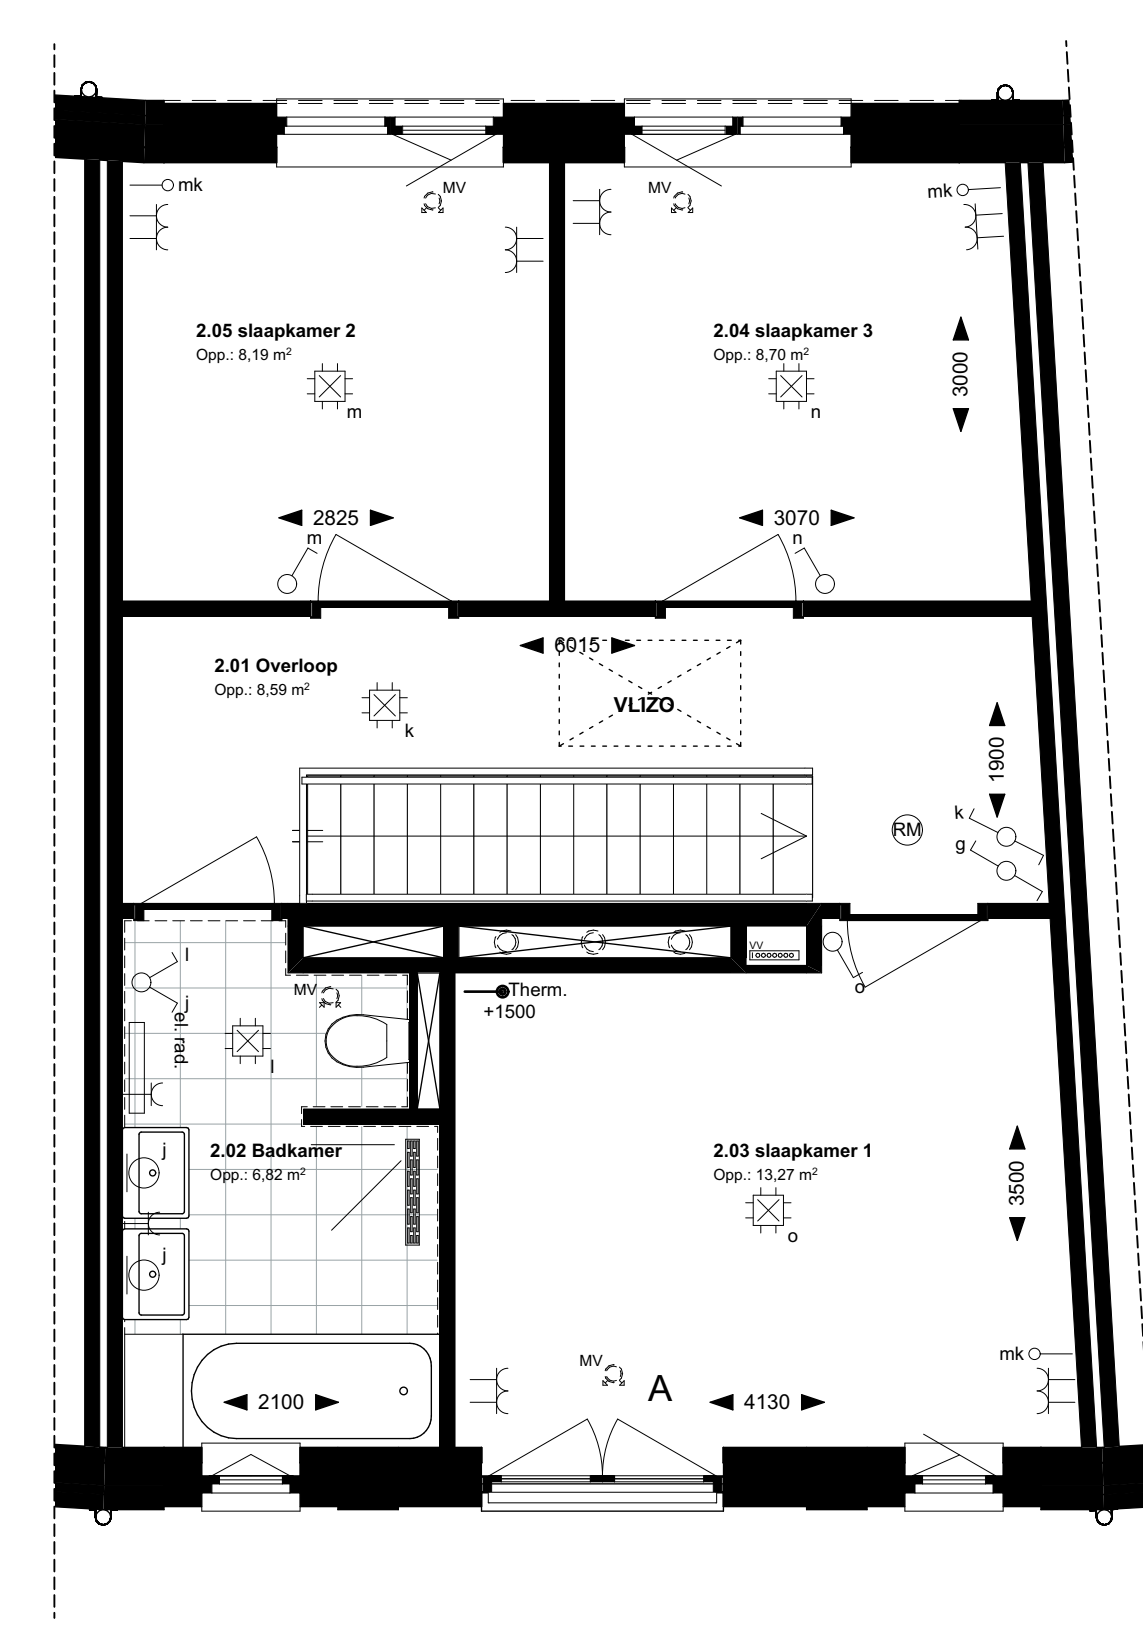 mk
MV
MV
mk
2.05 slaapkamer 2
Opp.: 8,19 m²
m
2.04 slaapkamer 3
Opp.: 8,70 m²
n
3000
2825
m
3070
n
6015
2.01 Overloop
Opp.: 8,59 m²
k
VLIZO
1900
k
g
RM
VV
l
j
el. rad.
MV
l
Therm.
+1500
o
2.02 Badkamer
Opp.: 6,82 m²
j
j
2.03 slaapkamer 1
Opp.: 13,27 m²
o
3500
mk
MV
A
2100
4130